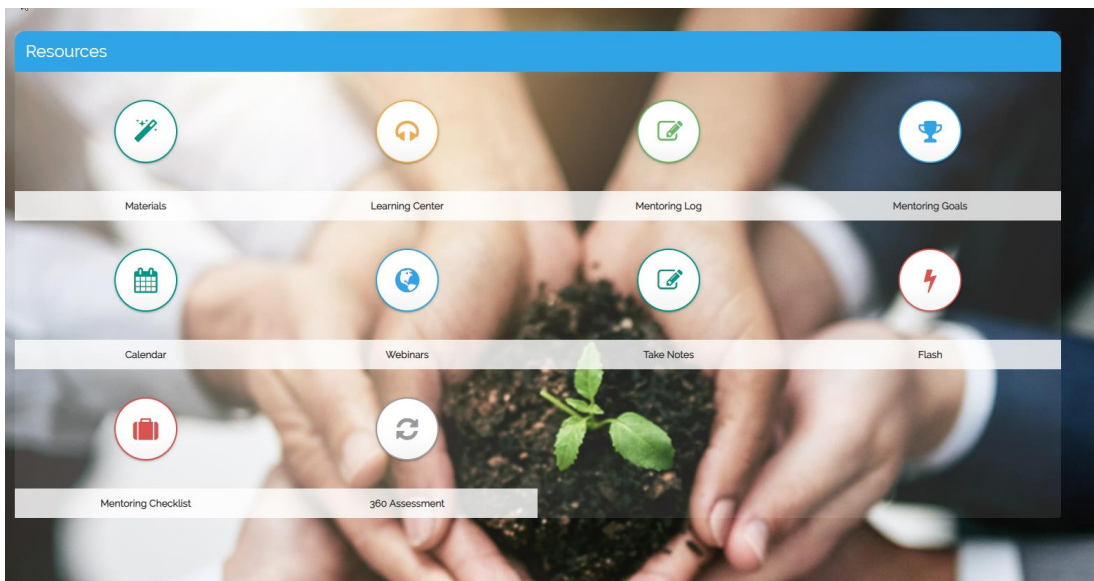 Resources
Materials
Learning Center
Mentoring Log
Mentoring Goals
Calendar
Webinars
Take Notes
Flash
Mentoring Checklist
360 Assessment